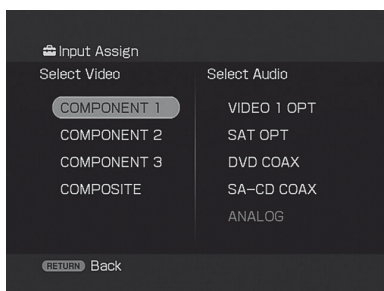 Input Assign
Select Video
COMPONENT 1
COMPONENT 2
COMPONENT 3
COMPOSITE
Select Audio
VIDEO 1 OPT
SAT OPT
DVD COAX
SA-CD COAX
ANALOG
RETURN Back